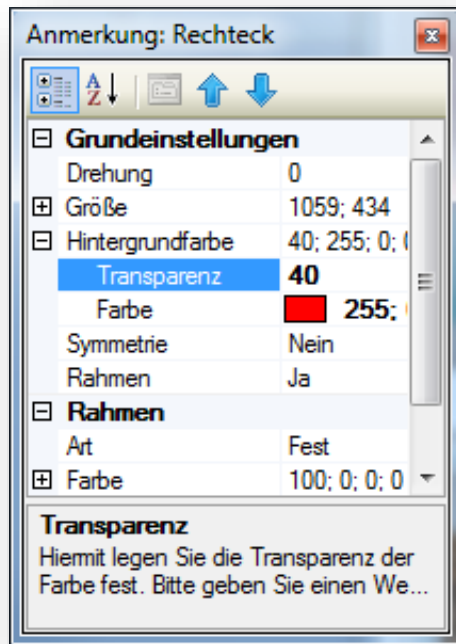 Anmerkung: Rechteck
A
Z
Grundeinstellungen
Drehung 0
Größe 1059; 434
Hintergrundfarbe 40; 255; 0;
Transparenz 40
Farbe 255;
Symmetrie Nein
Rahmen Ja
Rahmen
Art Fest
Farbe 100; 0; 0; 0
Transparenz
Hiermit legen Sie die Transparenz der
Farbe fest. Bitte geben Sie einen We...